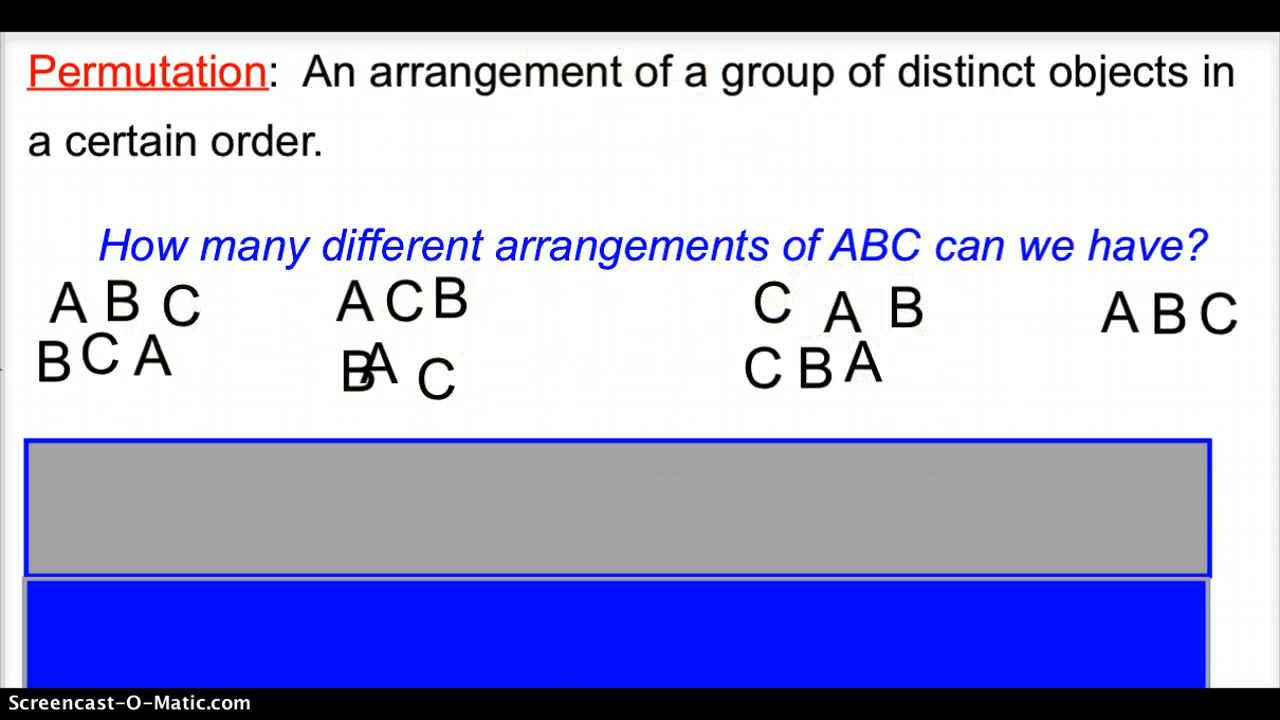 Permutation: An arrangement of a group of distinct objects in
a certain order.
How many different arrangements of ABC can we have?
A B C A C B C A B A B C
B C A B A C C B A
Screencast-O-Matic.com